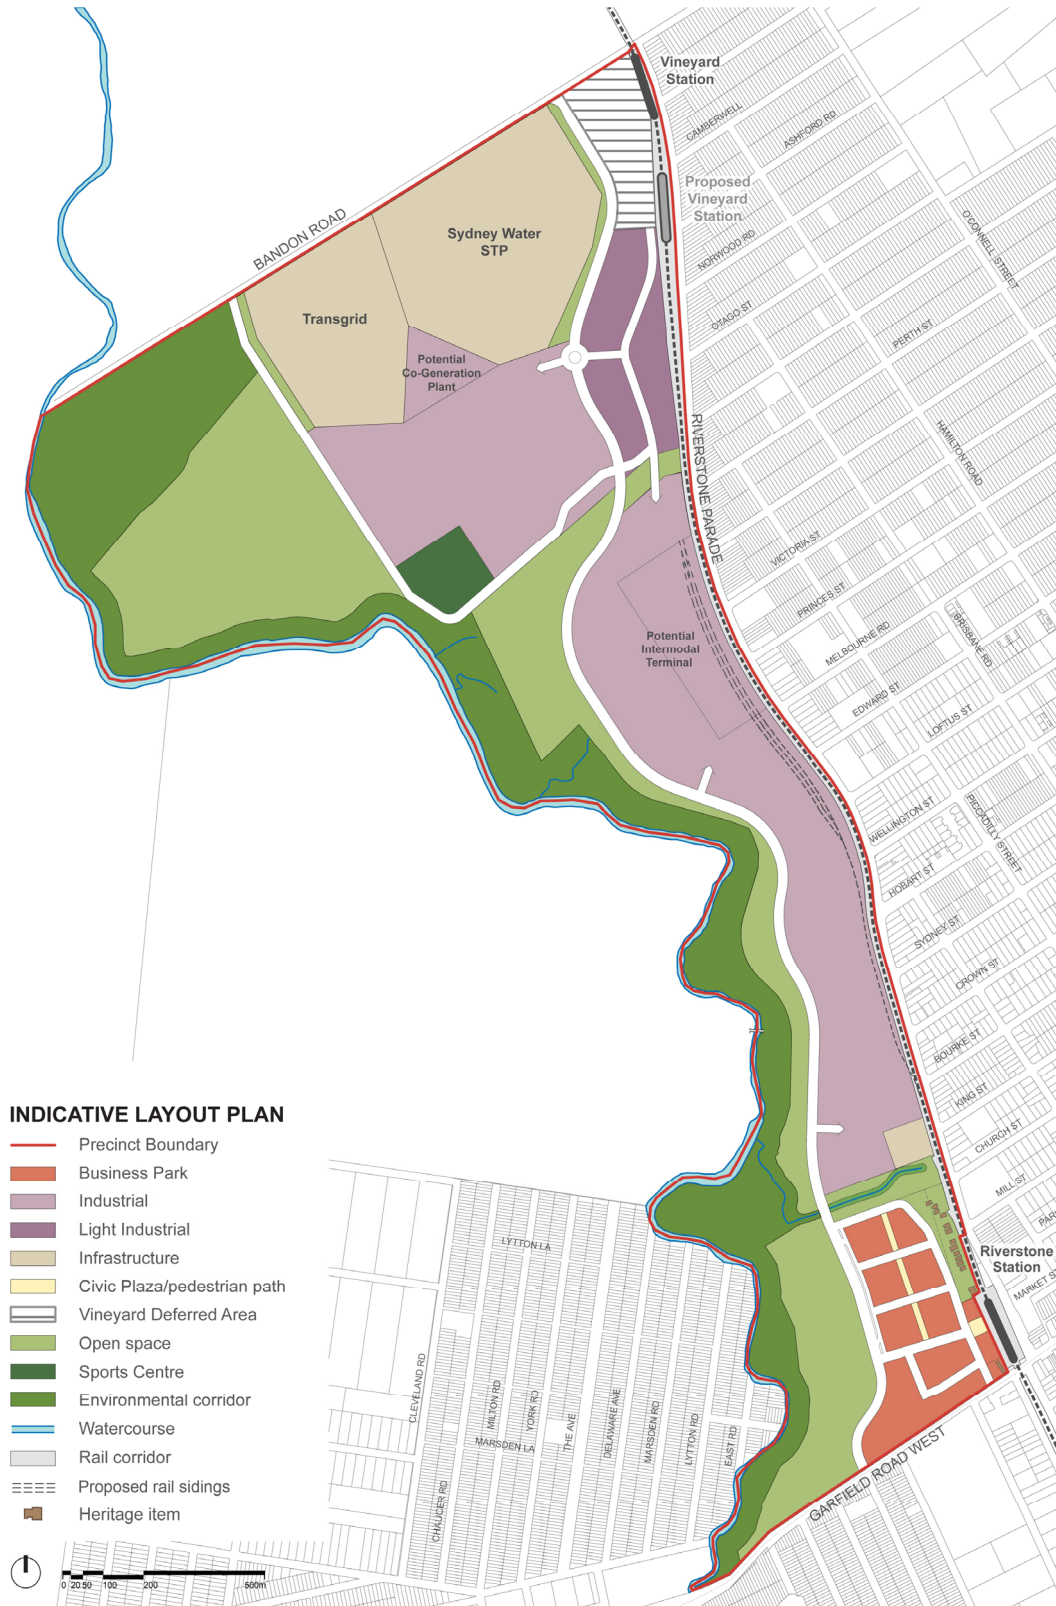 Vineyard
Station
CAMBERWELL
ASHFORD RD
Proposed
Vineyard
Station
BANDON ROAD
Sydney Water
STP
NORWOOD RD
O'CONNELL STREET
Transgrid
OTAGO ST
PERTH ST
Potential
Co-Generation
Plant
RIVERSTONE PARADE
HAMILTON ROAD
VICTORIA ST
PRINCES ST
Potential
Intermodal
Terminal
MELBOURNE RD
BRISBANE RD
EDWARD ST
LOFTUS ST
WELLINGTON ST
PICCADILLY STREET
HOBART ST
SYDNEY ST
CROWN ST
BOURKE ST
KING ST
CHURCH ST
MILL ST
PAR
Riverstone
Station
MARKET S
INDICATIVE LAYOUT PLAN
Precinct Boundary
Business Park
Industrial
Light Industrial
Infrastructure
Civic Plaza/pedestrian path
Vineyard Deferred Area
Open space
Sports Centre
Environmental corridor
Watercourse
Rail corridor
Proposed rail sidings
Heritage item
LYTTON LA
CLEVELAND RD
MILTON RD
YORK RD
THE AVE
DELAWARE AVE
MARSDEN RD
LYTTON RD
EAST RD
MARSDEN LA
CHAUCER RD
GARFIELD ROAD WEST
0 20 50 100 200 500m